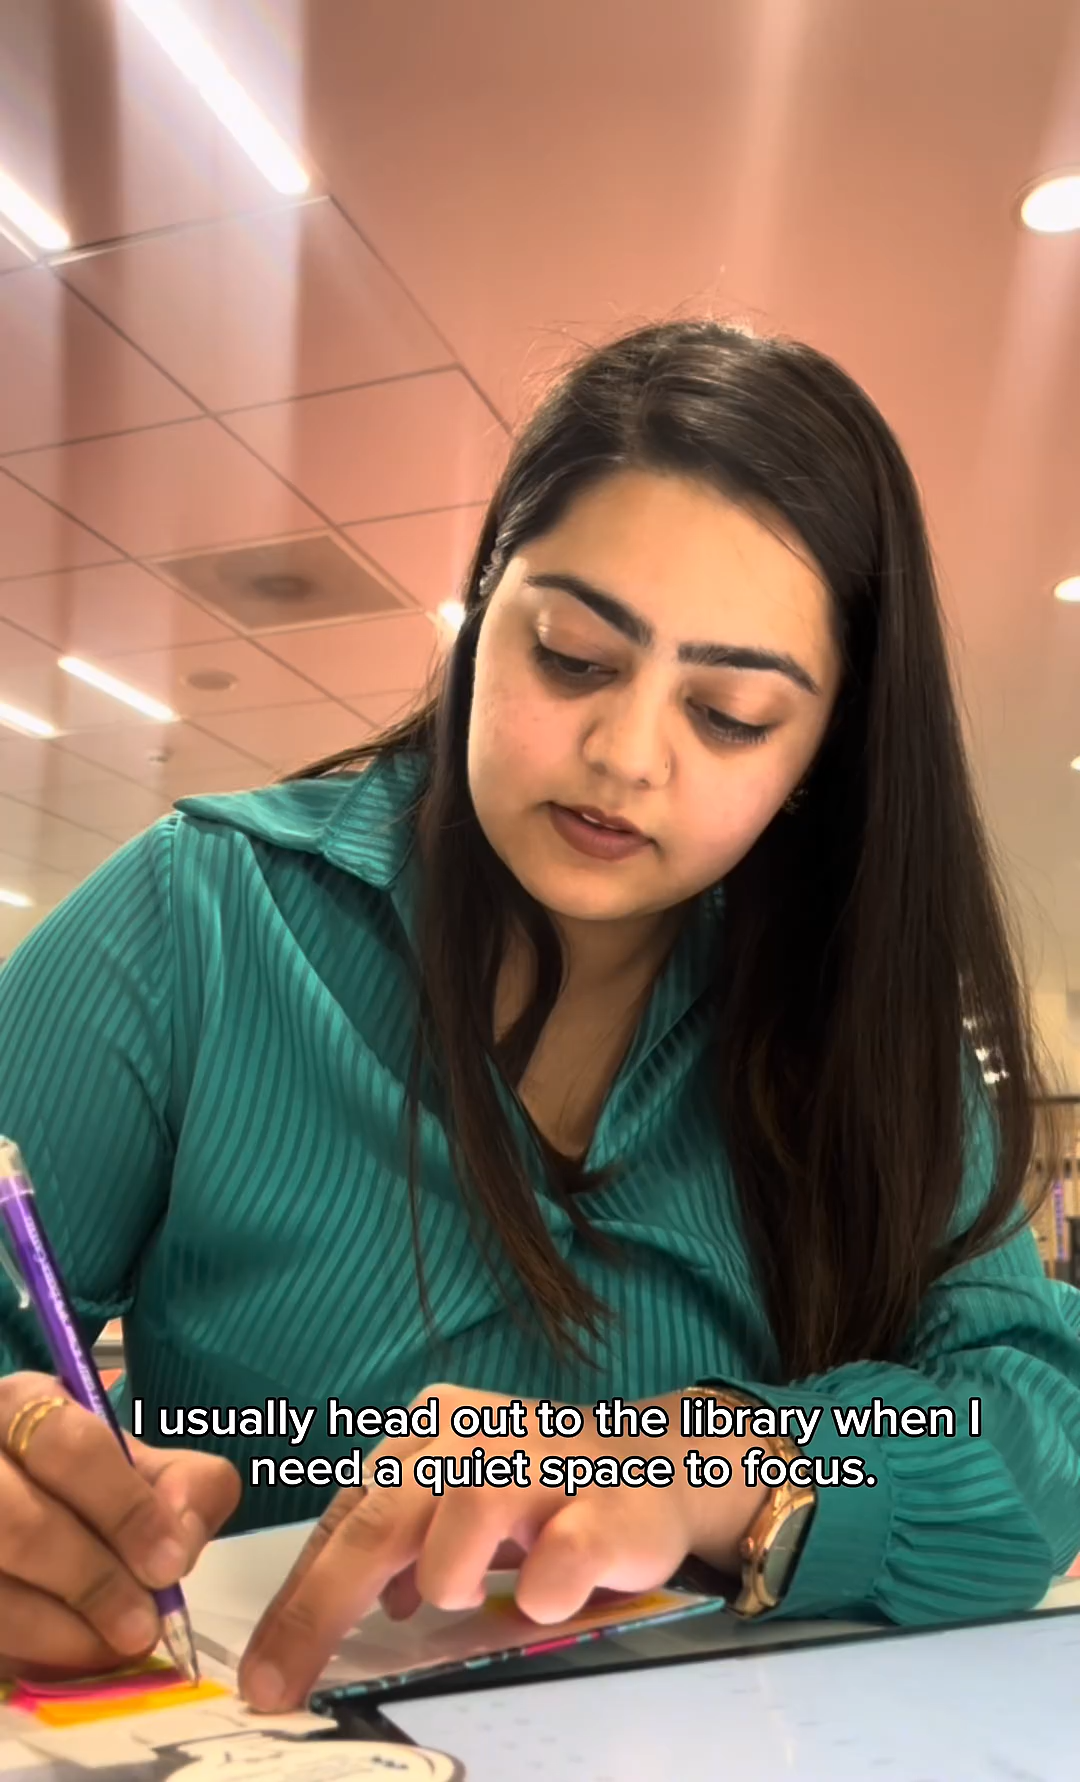 I usually head out to the library when I
need a quiet space to focus.